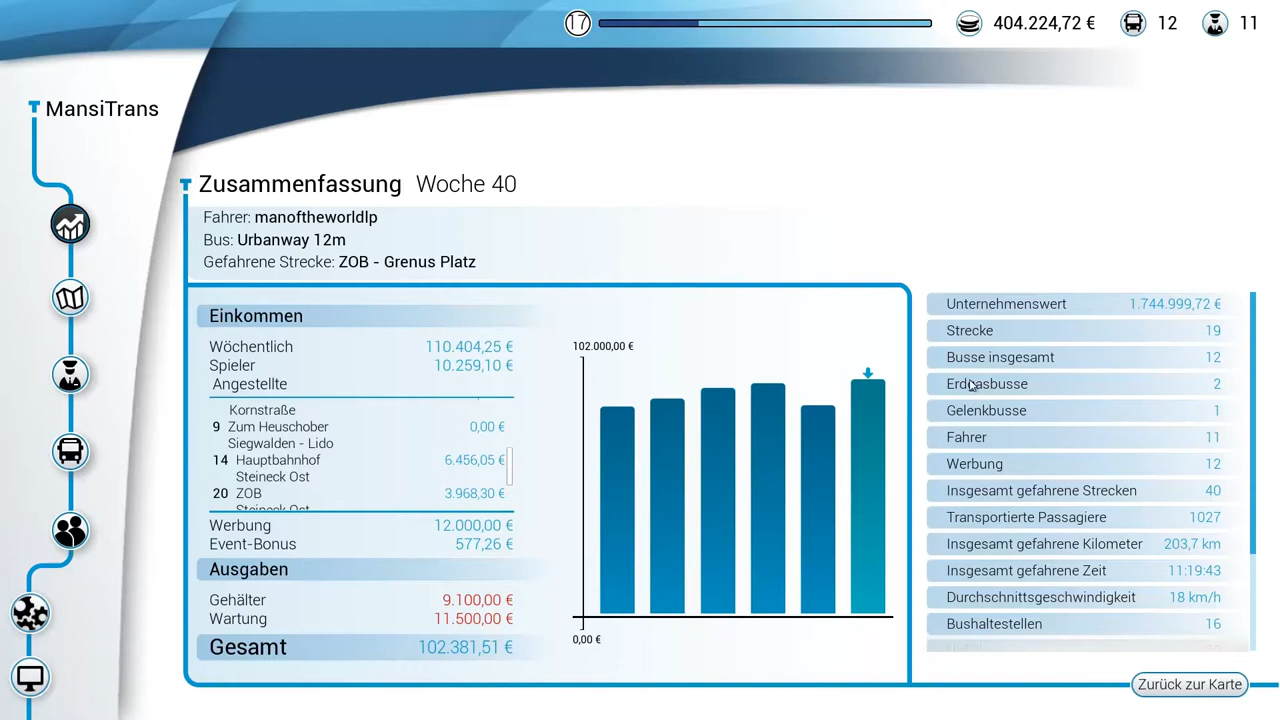 17
404.224,72 €
12
11
MansiTrans
Zusammenfassung Woche 40
Fahrer: manoftheworldlp
Bus: Urbanway 12m
Gefahrene Strecke: ZOB - Grenus Platz
Einkommen
Wöchentlich 110.404,25 €
Spieler 10.259,10 €
Angestellte
Kornstraße
9 Zum Heuschober 0,00 €
Siegwalden - Lido
14 Hauptbahnhof 6.456,05 €
Steineck Ost
20 ZOB 3.968,30 €
Steineck Ost
Werbung 12.000,00 €
Event-Bonus 577,26 €
Ausgaben
Gehälter 9.100,00 €
Wartung 11.500,00 €
Gesamt 102.381,51 €
102.000,00 €
0,00 €
Unternehmenswert 1.744.999,72 €
Strecke 19
Busse insgesamt 12
Erdgasbusse 2
Gelenkbusse 1
Fahrer 11
Werbung 12
Insgesamt gefahrene Strecken 40
Transportierte Passagiere 1027
Insgesamt gefahrene Kilometer 203,7 km
Insgesamt gefahrene Zeit 11:19:43
Durchschnittsgeschwindigkeit 18 km/h
Bushaltestellen 16
Zurück zur Karte